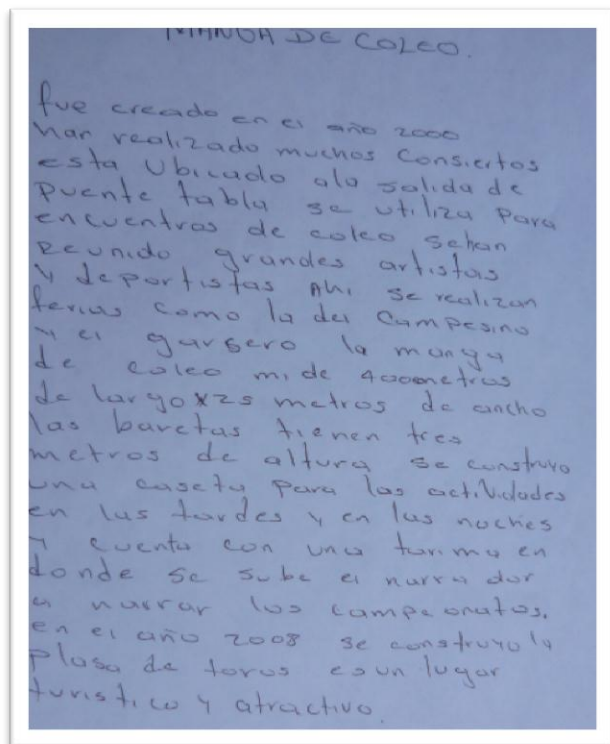 MANGA DE COLEO.
fue creado en el año 2000
han realizado muchos consiertos
esta Ubicado ala salida de
puente tabla se utiliza para
encuentros de coleo sehan
Reunido grandes artistas
y deportistas Ahi se realizan
ferias como la del Campesino
y el garsero la manga
de coleo mide 400 metros
de largo x 25 metros de ancho
las baretas tienen tres
metros de altura se construyo
una caseta para las actividades
en las tardes y en las noches
y cuenta con una tarima en
donde se sube el narra dor
a narrar los campeonatos.
en el año 2008 se construyo la
plasa de toros es un lugar
turistico y atractivo.